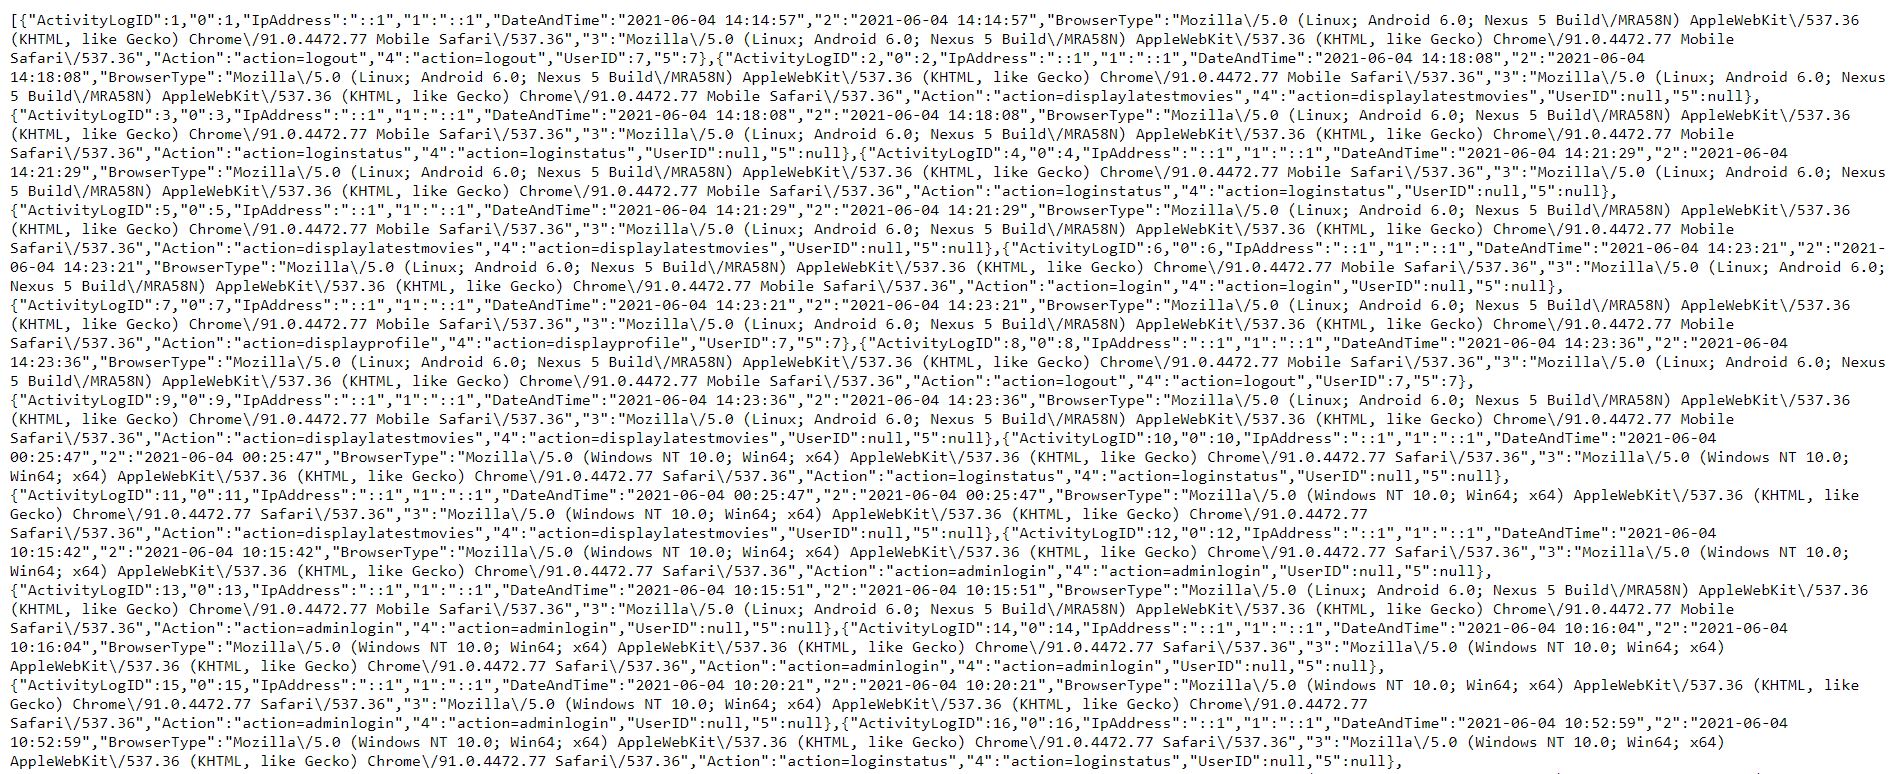 [{"ActivityLogID":1,"0":1,"IpAddress":"::1","1":"::1","DateAndTime":"2021-06-04 14:14:57","2":"2021-06-04 14:14:57","BrowserType":"Mozilla\/5.0 (Linux; Android 6.0; Nexus 5 Build\/MRA58N) AppleWebKit\/537.36
(KHTML, like Gecko) Chrome\/91.0.4472.77 Mobile Safari\/537.36","3":"Mozilla\/5.0 (Linux; Android 6.0; Nexus 5 Build\/MRA58N) AppleWebKit\/537.36 (KHTML, like Gecko) Chrome\/91.0.4472.77 Mobile
Safari\/537.36","Action":"action=logout","4":"action=logout","UserID":7,"5":7},{"ActivityLogID":2,"0":2,"IpAddress":"::1","1":"::1","DateAndTime":"2021-06-04 14:18:08","2":"2021-06-04
14:18:08","BrowserType":"Mozilla\/5.0 (Linux; Android 6.0; Nexus 5 Build\/MRA58N) AppleWebKit\/537.36 (KHTML, like Gecko) Chrome\/91.0.4472.77 Mobile Safari\/537.36","3":"Mozilla\/5.0 (Linux; Android 6.0; Nexus
5 Build\/MRA58N) AppleWebKit\/537.36 (KHTML, like Gecko) Chrome\/91.0.4472.77 Mobile Safari\/537.36","Action":"action=displaylatestmovies","4":"action=displaylatestmovies","UserID":null,"5":null},
{"ActivityLogID":3,"0":3,"IpAddress":"::1","1":"::1","DateAndTime":"2021-06-04 14:18:08","2":"2021-06-04 14:18:08","BrowserType":"Mozilla\/5.0 (Linux; Android 6.0; Nexus 5 Build\/MRA58N) AppleWebKit\/537.36
(KHTML, like Gecko) Chrome\/91.0.4472.77 Mobile Safari\/537.36","3":"Mozilla\/5.0 (Linux; Android 6.0; Nexus 5 Build\/MRA58N) AppleWebKit\/537.36 (KHTML, like Gecko) Chrome\/91.0.4472.77 Mobile
Safari\/537.36","Action":"action=loginstatus","4":"action=loginstatus","UserID":null,"5":null},{"ActivityLogID":4,"0":4,"IpAddress":"::1","1":"::1","DateAndTime":"2021-06-04 14:21:29","2":"2021-06-04
14:21:29","BrowserType":"Mozilla\/5.0 (Linux; Android 6.0; Nexus 5 Build\/MRA58N) AppleWebKit\/537.36 (KHTML, like Gecko) Chrome\/91.0.4472.77 Mobile Safari\/537.36","3":"Mozilla\/5.0 (Linux; Android 6.0; Nexus
5 Build\/MRA58N) AppleWebKit\/537.36 (KHTML, like Gecko) Chrome\/91.0.4472.77 Mobile Safari\/537.36","Action":"action=loginstatus","4":"action=loginstatus","UserID":null,"5":null},
{"ActivityLogID":5,"0":5,"IpAddress":"::1","1":"::1","DateAndTime":"2021-06-04 14:21:29","2":"2021-06-04 14:21:29","BrowserType":"Mozilla\/5.0 (Linux; Android 6.0; Nexus 5 Build\/MRA58N) AppleWebKit\/537.36
(KHTML, like Gecko) Chrome\/91.0.4472.77 Mobile Safari\/537.36","3":"Mozilla\/5.0 (Linux; Android 6.0; Nexus 5 Build\/MRA58N) AppleWebKit\/537.36 (KHTML, like Gecko) Chrome\/91.0.4472.77 Mobile
Safari\/537.36","Action":"action=displaylatestmovies","4":"action=displaylatestmovies","UserID":null,"5":null},{"ActivityLogID":6,"0":6,"IpAddress":"::1","1":"::1","DateAndTime":"2021-06-04 14:23:21","2":"2021-
06-04 14:23:21","BrowserType":"Mozilla\/5.0 (Linux; Android 6.0; Nexus 5 Build\/MRA58N) AppleWebKit\/537.36 (KHTML, like Gecko) Chrome\/91.0.4472.77 Mobile Safari\/537.36","3":"Mozilla\/5.0 (Linux; Android 6.0;
Nexus 5 Build\/MRA58N) AppleWebKit\/537.36 (KHTML, like Gecko) Chrome\/91.0.4472.77 Mobile Safari\/537.36","Action":"action=login","4":"action=login","UserID":null,"5":null},
{"ActivityLogID":7,"0":7,"IpAddress":"::1","1":"::1","DateAndTime":"2021-06-04 14:23:21","2":"2021-06-04 14:23:21","BrowserType":"Mozilla\/5.0 (Linux; Android 6.0; Nexus 5 Build\/MRA58N) AppleWebKit\/537.36
(KHTML, like Gecko) Chrome\/91.0.4472.77 Mobile Safari\/537.36","3":"Mozilla\/5.0 (Linux; Android 6.0; Nexus 5 Build\/MRA58N) AppleWebKit\/537.36 (KHTML, like Gecko) Chrome\/91.0.4472.77 Mobile
Safari\/537.36","Action":"action=displayprofile","4":"action=displayprofile","UserID":7,"5":7},{"ActivityLogID":8,"0":8,"IpAddress":"::1","1":"::1","DateAndTime":"2021-06-04 14:23:36","2":"2021-06-04
14:23:36","BrowserType":"Mozilla\/5.0 (Linux; Android 6.0; Nexus 5 Build\/MRA58N) AppleWebKit\/537.36 (KHTML, like Gecko) Chrome\/91.0.4472.77 Mobile Safari\/537.36","3":"Mozilla\/5.0 (Linux; Android 6.0; Nexus
5 Build\/MRA58N) AppleWebKit\/537.36 (KHTML, like Gecko) Chrome\/91.0.4472.77 Mobile Safari\/537.36","Action":"action=logout","4":"action=logout","UserID":7,"5":7},
{"ActivityLogID":9,"0":9,"IpAddress":"::1","1":"::1","DateAndTime":"2021-06-04 14:23:36","2":"2021-06-04 14:23:36","BrowserType":"Mozilla\/5.0 (Linux; Android 6.0; Nexus 5 Build\/MRA58N) AppleWebKit\/537.36
(KHTML, like Gecko) Chrome\/91.0.4472.77 Mobile Safari\/537.36","3":"Mozilla\/5.0 (Linux; Android 6.0; Nexus 5 Build\/MRA58N) AppleWebKit\/537.36 (KHTML, like Gecko) Chrome\/91.0.4472.77 Mobile
Safari\/537.36","Action":"action=displaylatestmovies","4":"action=displaylatestmovies","UserID":null,"5":null},{"ActivityLogID":10,"0":10,"IpAddress":"::1","1":"::1","DateAndTime":"2021-06-04
00:25:47","2":"2021-06-04 00:25:47","BrowserType":"Mozilla\/5.0 (Windows NT 10.0; Win64; x64) AppleWebKit\/537.36 (KHTML, like Gecko) Chrome\/91.0.4472.77 Safari\/537.36","3":"Mozilla\/5.0 (Windows NT 10.0;
Win64; x64) AppleWebKit\/537.36 (KHTML, like Gecko) Chrome\/91.0.4472.77 Safari\/537.36","Action":"action=loginstatus","4":"action=loginstatus","UserID":null,"5":null},
{"ActivityLogID":11,"0":11,"IpAddress":"::1","1":"::1","DateAndTime":"2021-06-04 00:25:47","2":"2021-06-04 00:25:47","BrowserType":"Mozilla\/5.0 (Windows NT 10.0; Win64; x64) AppleWebKit\/537.36 (KHTML, like
Gecko) Chrome\/91.0.4472.77 Safari\/537.36","3":"Mozilla\/5.0 (Windows NT 10.0; Win64; x64) AppleWebKit\/537.36 (KHTML, like Gecko) Chrome\/91.0.4472.77
Safari\/537.36","Action":"action=displaylatestmovies","4":"action=displaylatestmovies","UserID":null,"5":null},{"ActivityLogID":12,"0":12,"IpAddress":"::1","1":"::1","DateAndTime":"2021-06-04
10:15:42","2":"2021-06-04 10:15:42","BrowserType":"Mozilla\/5.0 (Windows NT 10.0; Win64; x64) AppleWebKit\/537.36 (KHTML, like Gecko) Chrome\/91.0.4472.77 Safari\/537.36","3":"Mozilla\/5.0 (Windows NT 10.0;
Win64; x64) AppleWebKit\/537.36 (KHTML, like Gecko) Chrome\/91.0.4472.77 Safari\/537.36","Action":"action=adminlogin","4":"action=adminlogin","UserID":null,"5":null},
{"ActivityLogID":13,"0":13,"IpAddress":"::1","1":"::1","DateAndTime":"2021-06-04 10:15:51","2":"2021-06-04 10:15:51","BrowserType":"Mozilla\/5.0 (Linux; Android 6.0; Nexus 5 Build\/MRA58N) AppleWebKit\/537.36
(KHTML, like Gecko) Chrome\/91.0.4472.77 Mobile Safari\/537.36","3":"Mozilla\/5.0 (Linux; Android 6.0; Nexus 5 Build\/MRA58N) AppleWebKit\/537.36 (KHTML, like Gecko) Chrome\/91.0.4472.77 Mobile
Safari\/537.36","Action":"action=adminlogin","4":"action=adminlogin","UserID":null,"5":null},{"ActivityLogID":14,"0":14,"IpAddress":"::1","1":"::1","DateAndTime":"2021-06-04 10:16:04","2":"2021-06-04
10:16:04","BrowserType":"Mozilla\/5.0 (Windows NT 10.0; Win64; x64) AppleWebKit\/537.36 (KHTML, like Gecko) Chrome\/91.0.4472.77 Safari\/537.36","3":"Mozilla\/5.0 (Windows NT 10.0; Win64; x64)
AppleWebKit\/537.36 (KHTML, like Gecko) Chrome\/91.0.4472.77 Safari\/537.36","Action":"action=adminlogin","4":"action=adminlogin","UserID":null,"5":null},
{"ActivityLogID":15,"0":15,"IpAddress":"::1","1":"::1","DateAndTime":"2021-06-04 10:20:21","2":"2021-06-04 10:20:21","BrowserType":"Mozilla\/5.0 (Windows NT 10.0; Win64; x64) AppleWebKit\/537.36 (KHTML, like
Gecko) Chrome\/91.0.4472.77 Safari\/537.36","3":"Mozilla\/5.0 (Windows NT 10.0; Win64; x64) AppleWebKit\/537.36 (KHTML, like Gecko) Chrome\/91.0.4472.77
Safari\/537.36","Action":"action=adminlogin","4":"action=adminlogin","UserID":null,"5":null},{"ActivityLogID":16,"0":16,"IpAddress":"::1","1":"::1","DateAndTime":"2021-06-04 10:52:59","2":"2021-06-04
10:52:59","BrowserType":"Mozilla\/5.0 (Windows NT 10.0; Win64; x64) AppleWebKit\/537.36 (KHTML, like Gecko) Chrome\/91.0.4472.77 Safari\/537.36","3":"Mozilla\/5.0 (Windows NT 10.0; Win64; x64)
AppleWebKit\/537.36 (KHTML, like Gecko) Chrome\/91.0.4472.77 Safari\/537.36","Action":"action=loginstatus","4":"action=loginstatus","UserID":null,"5":null},